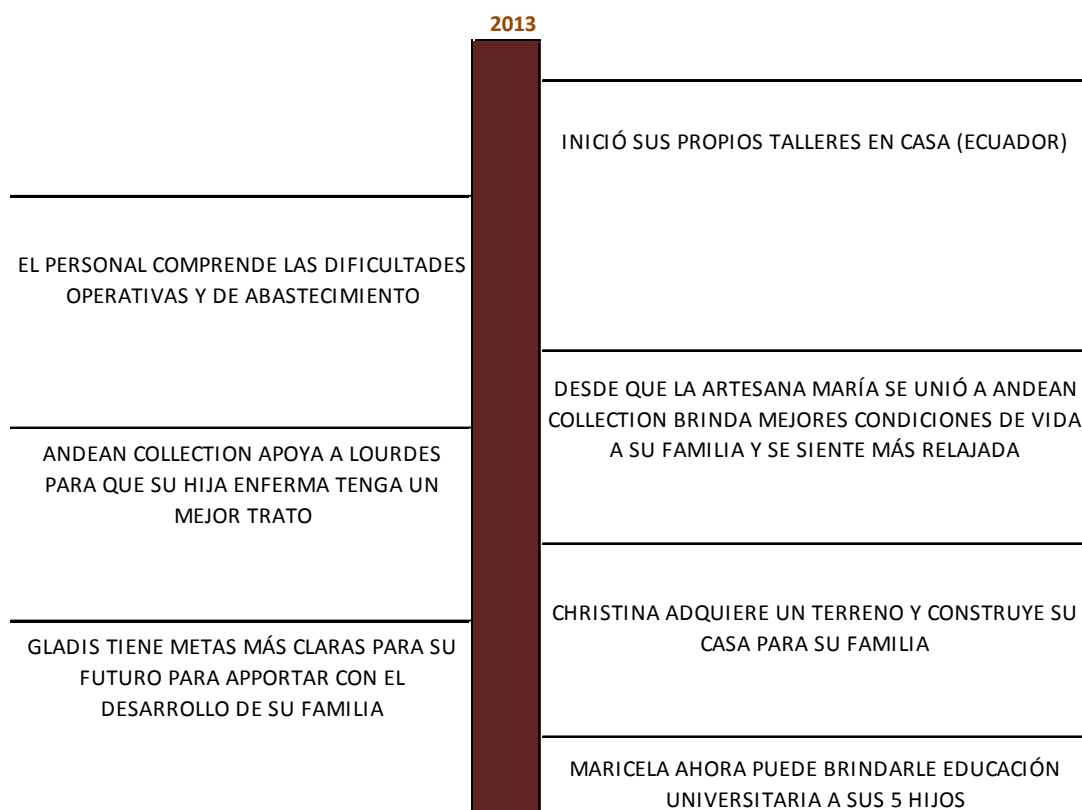 2013
INICIÓ SUS PROPIOS TALLERES EN CASA (ECUADOR)
EL PERSONAL COMPRENDE LAS DIFICULTADES
OPERATIVAS Y DE ABASTECIMIENTO
DESDE QUE LA ARTESANA MARÍA SE UNIÓ A ANDEAN
COLLECTION BRINDA MEJORES CONDICIONES DE VIDA
A SU FAMILIA Y SE SIENTE MÁS RELAJADA
ANDEAN COLLECTION APOYA A LOURDES
PARA QUE SU HIJA ENFERMA TENGA UN
MEJOR TRATO
CHRISTINA ADQUIERE UN TERRENO Y CONSTRUYE SU
CASA PARA SU FAMILIA
GLADIS TIENE METAS MÁS CLARAS PARA SU
FUTURO PARA APPORTAR CON EL
DESARROLLO DE SU FAMILIA
MARICELA AHORA PUEDE BRINDARLE EDUCACIÓN
UNIVERSITARIA A SUS 5 HIJOS